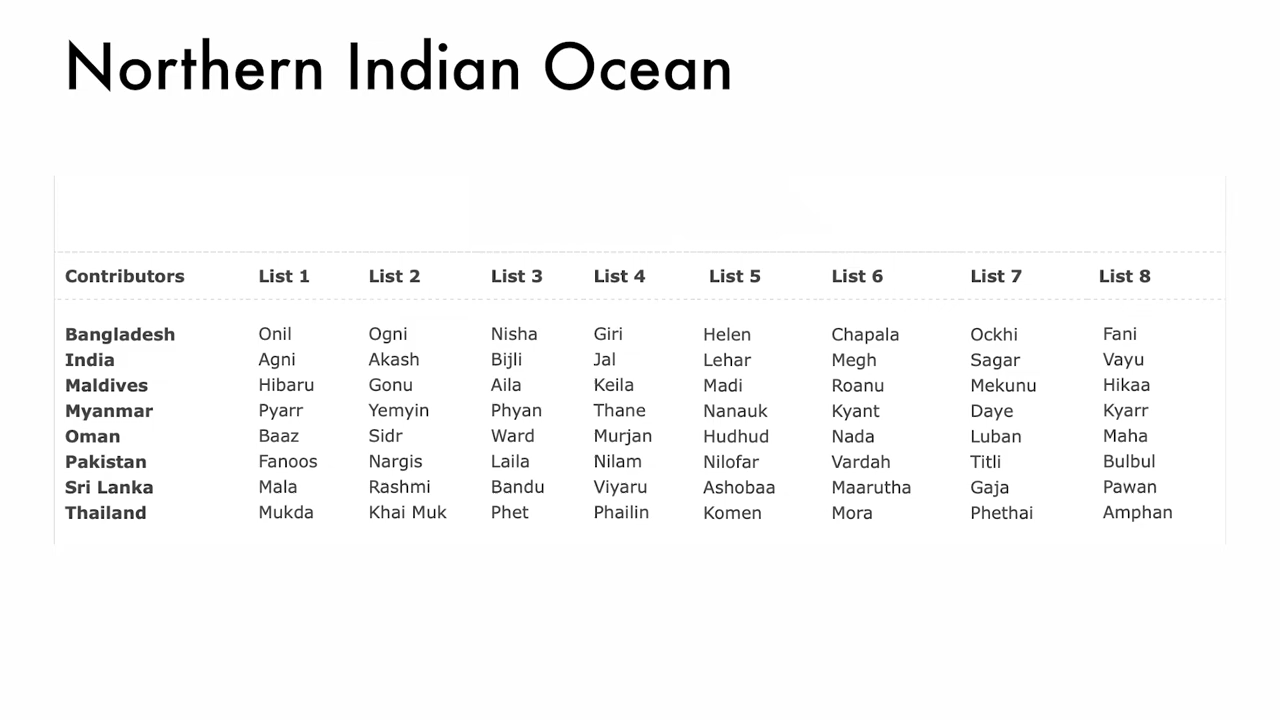 Northern Indian Ocean
Contributors List 1 List 2 List 3 List 4 List 5 List 6 List 7 List 8
Bangladesh Onil Ogni Nisha Giri Helen Chapala Ockhi Fani
India Agni Akash Bijli Jal Lehar Megh Sagar Vayu
Maldives Hibaru Gonu Aila Keila Madi Roanu Mekunu Hikaa
Myanmar Pyarr Yemyin Phyan Thane Nanauk Kyant Daye Kyarr
Oman Baaz Sidr Ward Murjan Hudhud Nada Luban Maha
Pakistan Fanoos Nargis Laila Nilam Nilofar Vardah Titli Bulbul
Sri Lanka Mala Rashmi Bandu Viyaru Ashobaa Maarutha Gaja Pawan
Thailand Mukda Khai Muk Phet Phailin Komen Mora Phethai Amphan